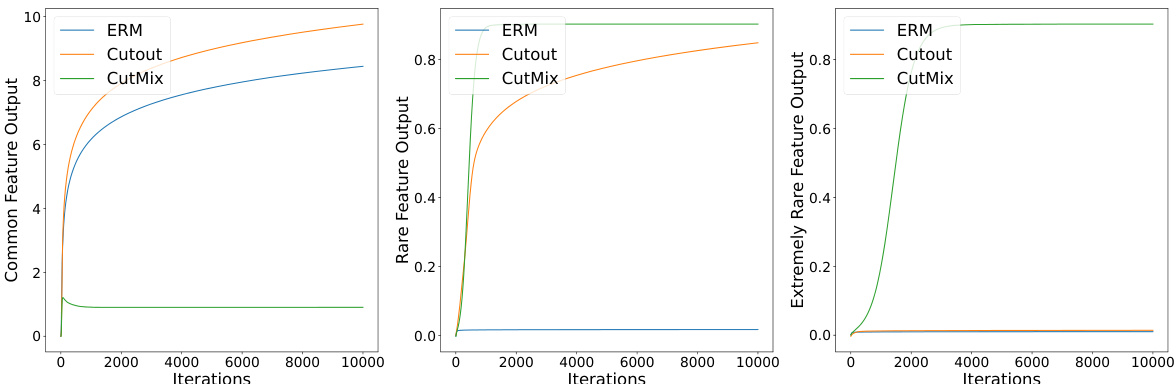 Common Feature Output
10
8
6
4
2
0
ERM
Cutout
CutMix
0 2000 4000 6000 8000 10000
Iterations
Rare Feature Output
0.8
0.6
0.4
0.2
0.0
ERM
Cutout
CutMix
0 2000 4000 6000 8000 10000
Iterations
Extremely Rare Feature Output
0.8
0.6
0.4
0.2
0.0
ERM
Cutout
CutMix
0 2000 4000 6000 8000 10000
Iterations